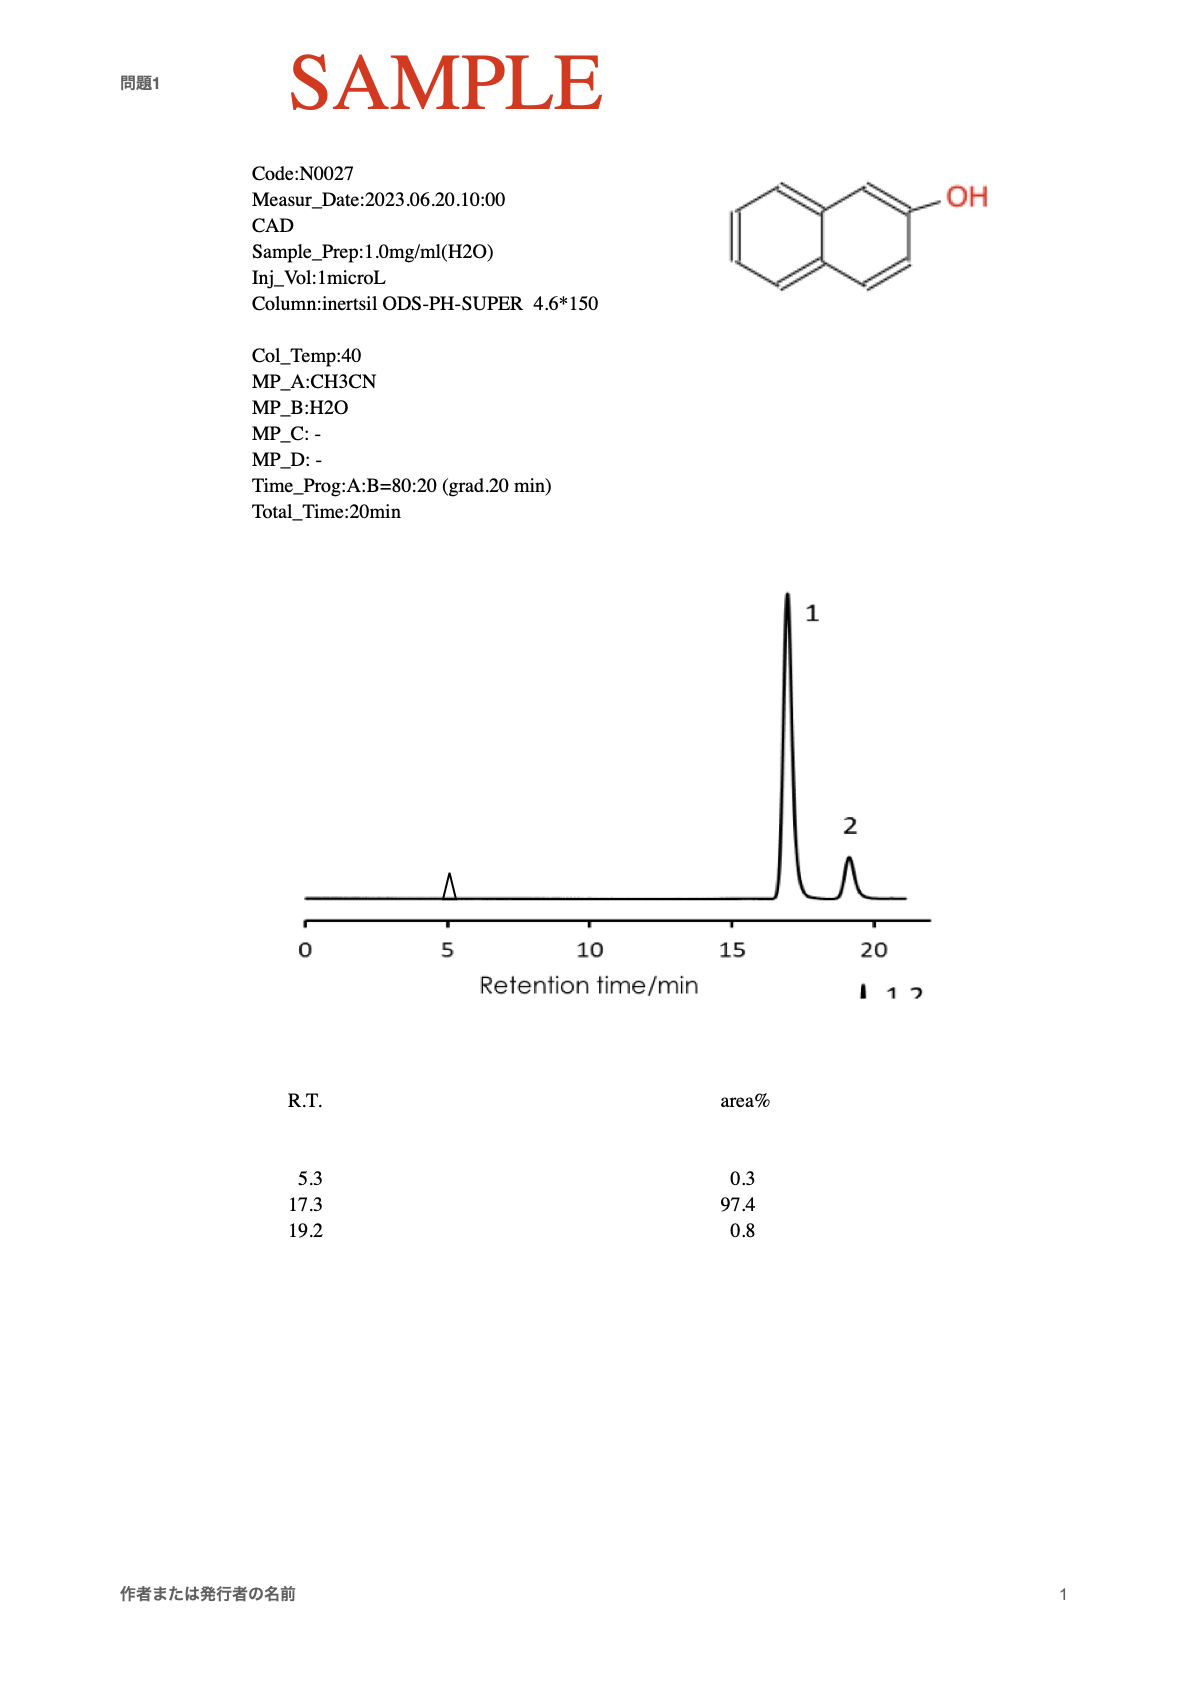 問題1
SAMPLE
Code:N0027
Measur_Date:2023.06.20.10:00
CAD
Sample_Prep:1.0mg/ml(H2O)
Inj_Vol:1microL
Column:inertsil ODS-PH-SUPER  4.6*150
OH
Col_Temp:40
MP_A:CH3CN
MP_B:H2O
MP_C: -
MP_D: -
Time_Prog:A:B=80:20 (grad.20 min)
Total_Time:20min
1
2
0 5 10 15 20
Retention time/min
R.T. area%
5.3 0.3
17.3 97.4
19.2 0.8
作者または発行者の名前 1